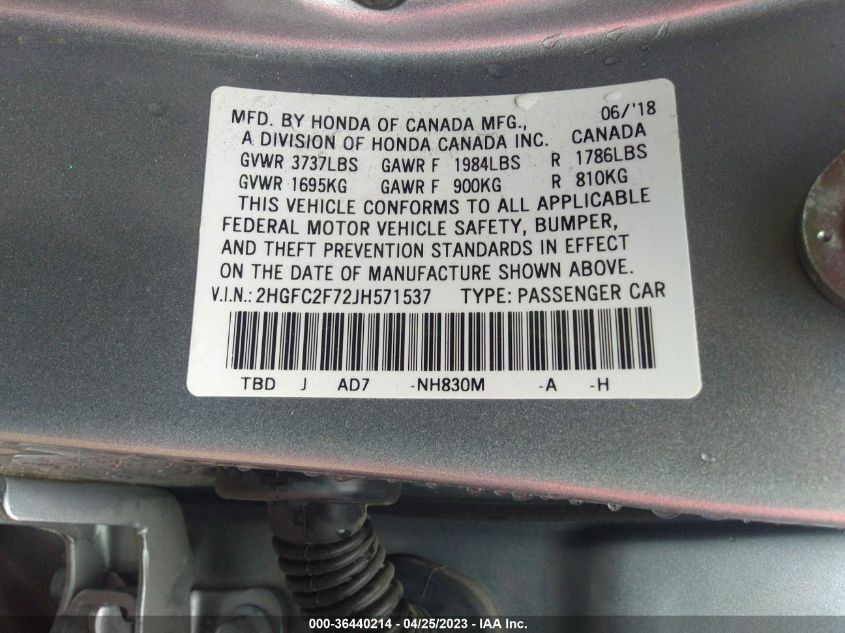 MFD. BY HONDA OF CANADA MFG., 06/'18
A DIVISION OF HONDA CANADA INC. CANADA
GVWR 3737LBS GAWR F 1984LBS R 1786LBS
GVWR 1695KG GAWR F 900KG R 810KG
THIS VEHICLE CONFORMS TO ALL APPLICABLE
FEDERAL MOTOR VEHICLE SAFETY, BUMPER,
AND THEFT PREVENTION STANDARDS IN EFFECT
ON THE DATE OF MANUFACTURE SHOWN ABOVE.
V.I.N.: 2HGFC2F72JH571537 TYPE: PASSENGER CAR
TBD J AD7 -NH830M -A -H
000-36440214 - 04/25/2023 - IAA Inc.